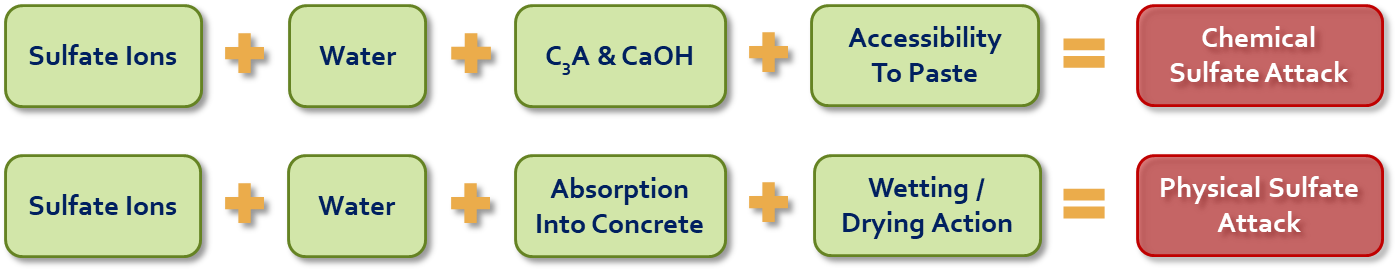 Sulfate Ions + Water + C₃A & CaOH + Accessibility To Paste = Chemical Sulfate Attack
Sulfate Ions + Water + Absorption Into Concrete + Wetting / Drying Action = Physical Sulfate Attack